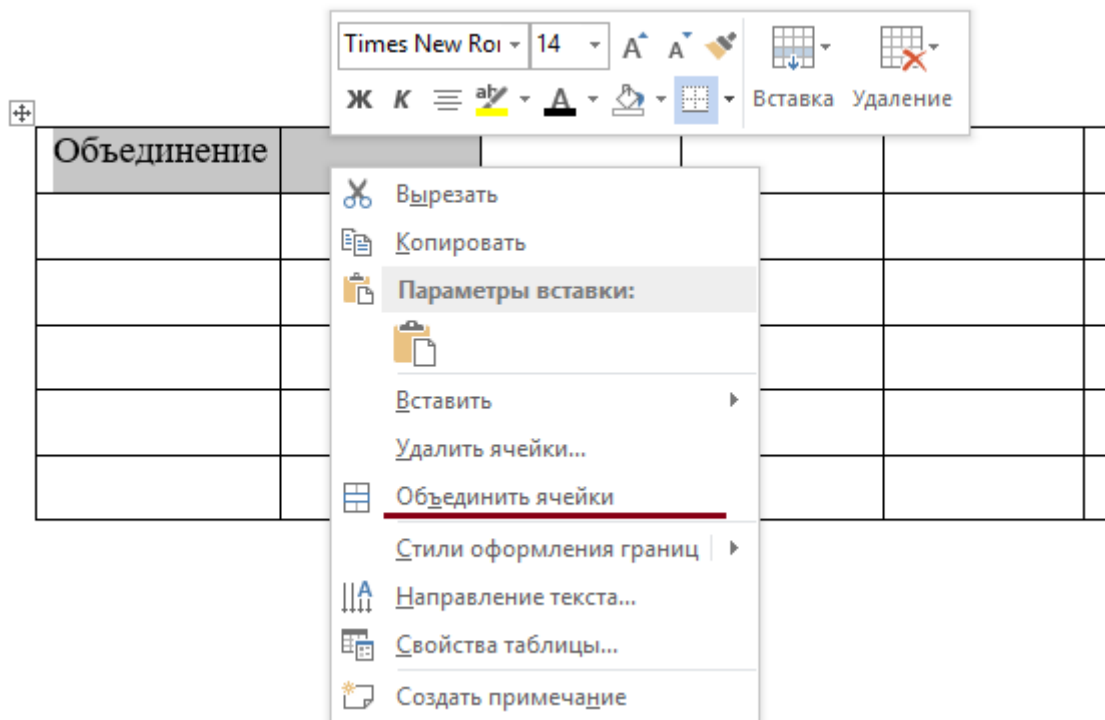 Times New Roı 14
Ж К Вставка Удаление
Объединение
Вырезать
Копировать
Параметры вставки:
Вставить
Удалить ячейки...
Объединить ячейки
Стили оформления границ
Направление текста...
Свойства таблицы...
Создать примечание